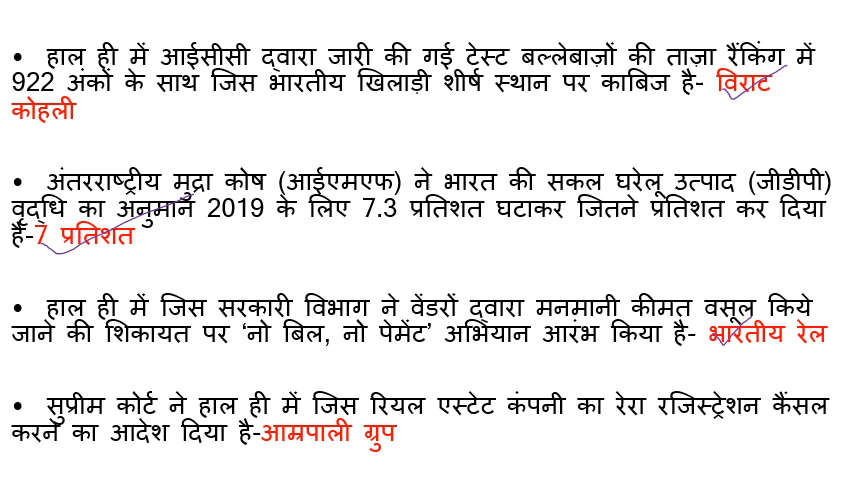 • हाल ही में आईसीसी द्वारा जारी की गई टेस्ट बल्लेबाज़ों की ताज़ा रैंकिंग में
922 अंकों के साथ जिस भारतीय खिलाड़ी शीर्ष स्थान पर काबिज है- विराट
कोहली
• अंतरराष्ट्रीय मुद्रा कोष (आईएमएफ) ने भारत की सकल घरेलू उत्पाद (जीडीपी)
वृद्धि का अनुमान 2019 के लिए 7.3 प्रतिशत घटाकर जितने प्रतिशत कर दिया
है-7 प्रतिशत
• हाल ही में जिस सरकारी विभाग ने वेंडरों द्वारा मनमानी कीमत वसूल किये
जाने की शिकायत पर ‘नो बिल, नो पेमेंट’ अभियान आरंभ किया है- भारतीय रेल
• सुप्रीम कोर्ट ने हाल ही में जिस रियल एस्टेट कंपनी का रेरा रजिस्ट्रेशन कैंसल
करने का आदेश दिया है-आम्रपाली ग्रुप